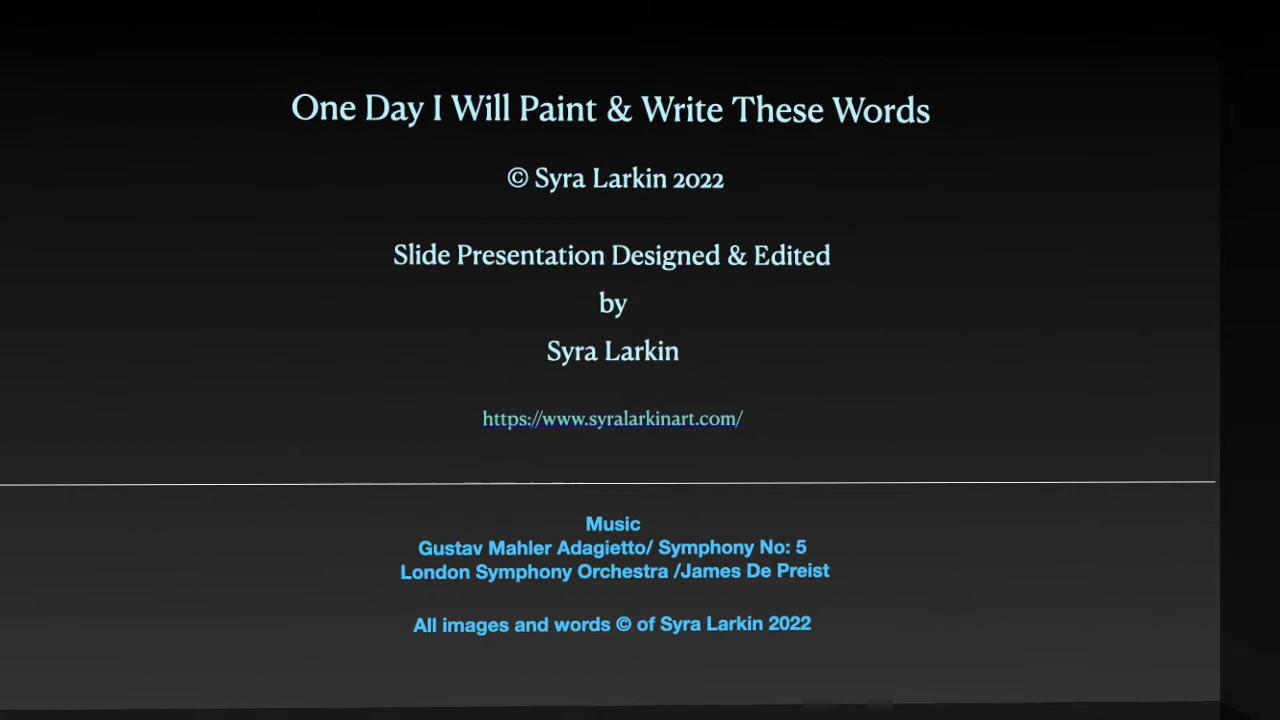 One Day I Will Paint & Write These Words
© Syra Larkin 2022
Slide Presentation Designed & Edited
by
Syra Larkin
https://www.syralarkinart.com/
Music
Gustav Mahler Adagietto/ Symphony No: 5
London Symphony Orchestra /James De Preist
All images and words © of Syra Larkin 2022